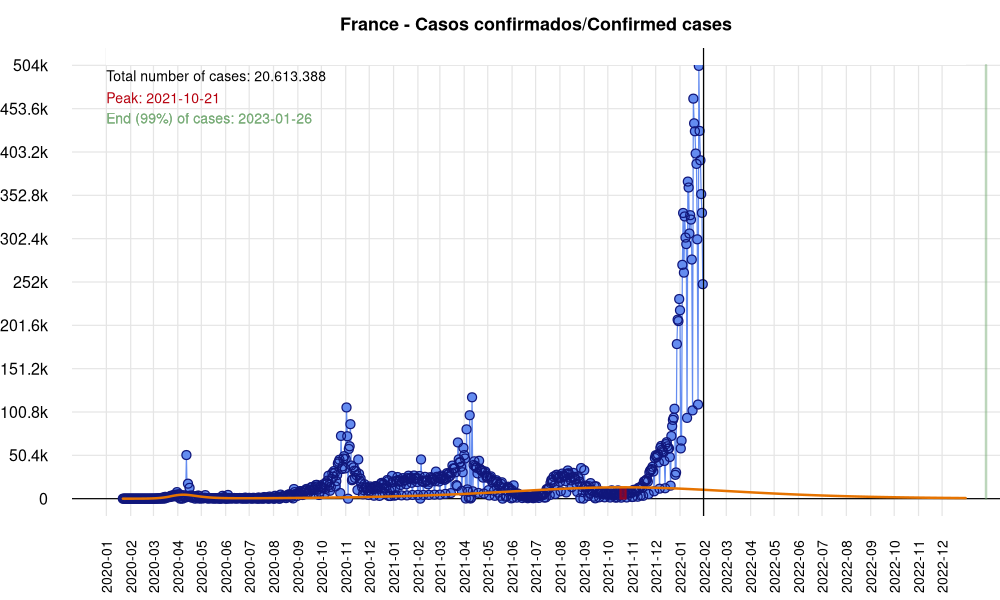 France - Casos confirmados/Confirmed cases
Total number of cases: 20.613.388
Peak: 2021-10-21
End (99%) of cases: 2023-01-26
504k
453.6k
403.2k
352.8k
302.4k
252k
201.6k
151.2k
100.8k
50.4k
0
2020-01
2020-02
2020-03
2020-04
2020-05
2020-06
2020-07
2020-08
2020-09
2020-10
2020-11
2020-12
2021-01
2021-02
2021-03
2021-04
2021-05
2021-06
2021-07
2021-08
2021-09
2021-10
2021-11
2021-12
2022-01
2022-02
2022-03
2022-04
2022-05
2022-06
2022-07
2022-08
2022-09
2022-10
2022-11
2022-12